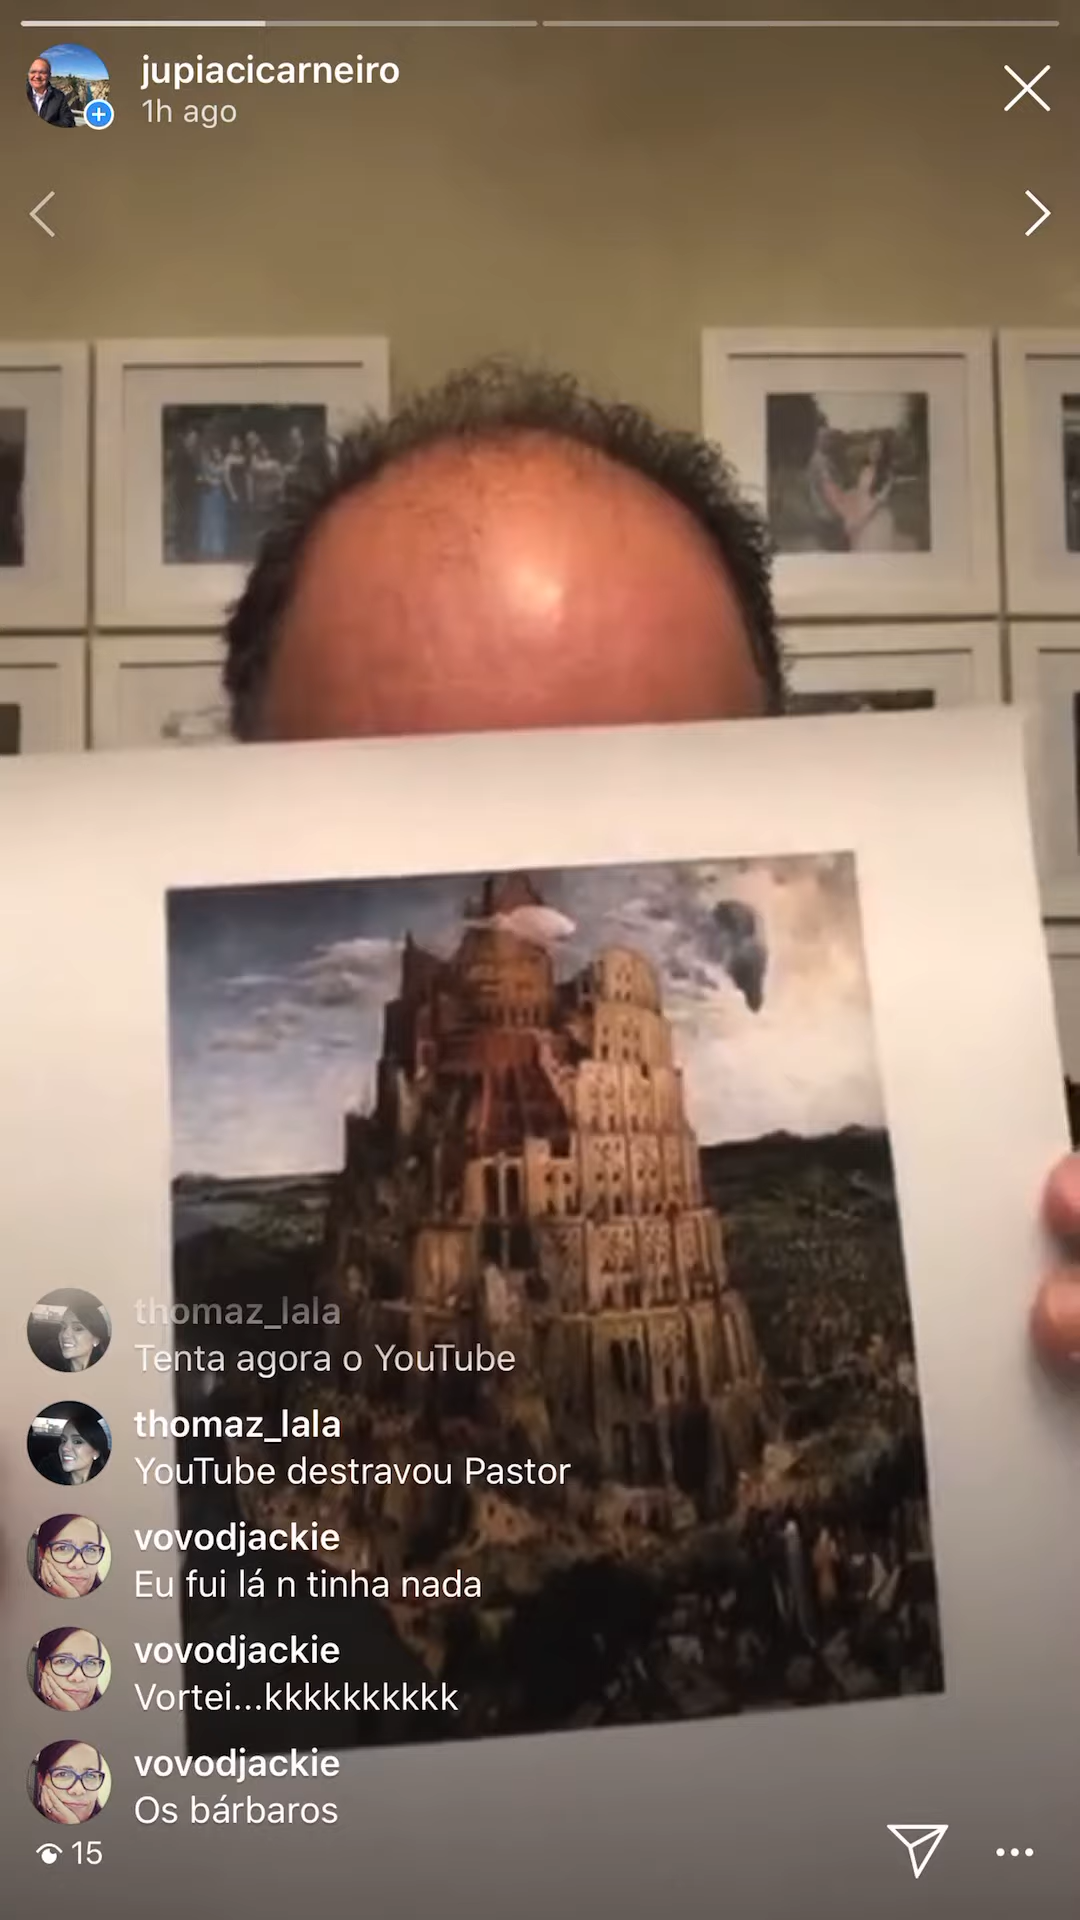 jupiacicarneiro
1h ago
thomaz_lala
Tenta agora o YouTube
thomaz_lala
YouTube destravou Pastor
vovodjackie
Eu fui lá n tinha nada
vovodjackie
Vortei...kkkkkkkkkk
vovodjackie
Os bárbaros
15